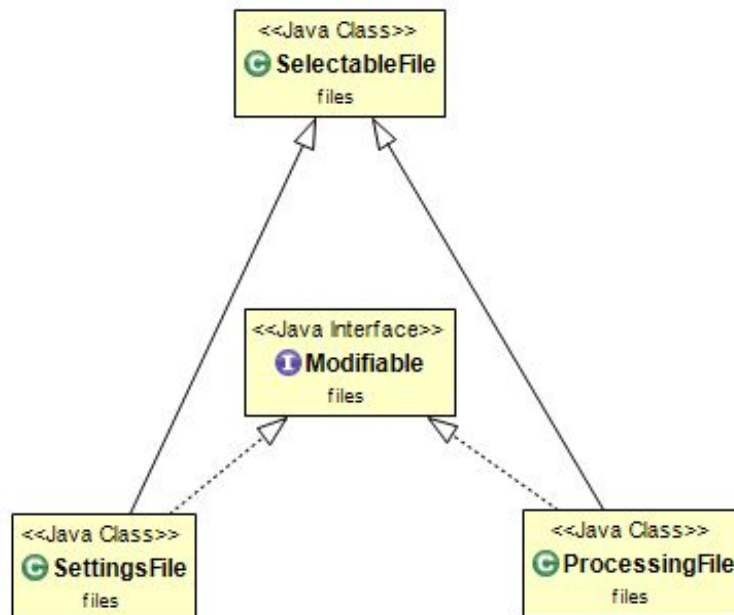 <<Java Class>>
SelectableFile
files
<<Java Interface>>
Modifiable
files
<<Java Class>>
SettingsFile
files
<<Java Class>>
ProcessingFile
files